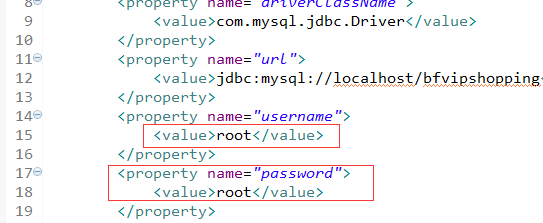 8 <property name="driverClassName">
9 <value>com.mysql.jdbc.Driver</value>
10 </property>
11 <property name="url">
12 <value>jdbc:mysql://localhost/bfvipshopping
13 </property>
14 <property name="username">
15 <value>root</value>
16 </property>
17 <property name="password">
18 <value>root</value>
19 </property>